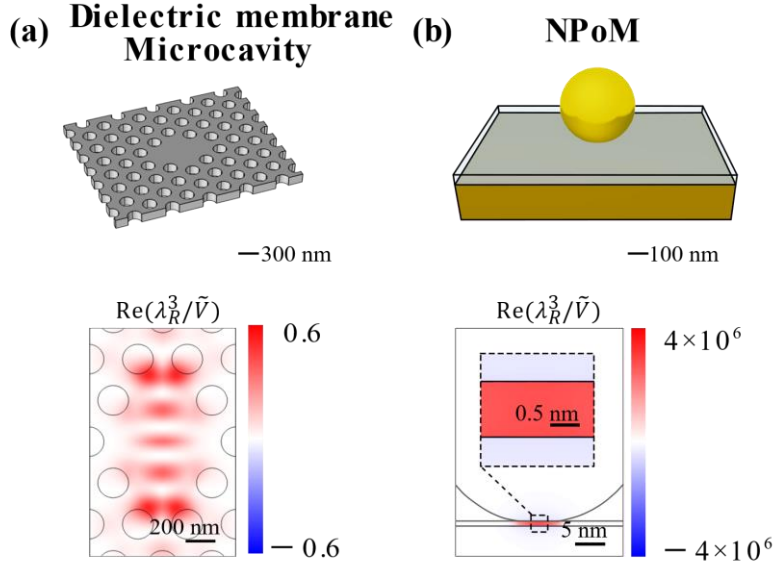 (a) Dielectric membrane
Microcavity
300 nm
Re(λ_R^3/Ṽ)
0.6
200 nm
− 0.6
(b) NPoM
100 nm
Re(λ_R^3/Ṽ)
4×10^6
0.5 nm
5 nm
− 4×10^6